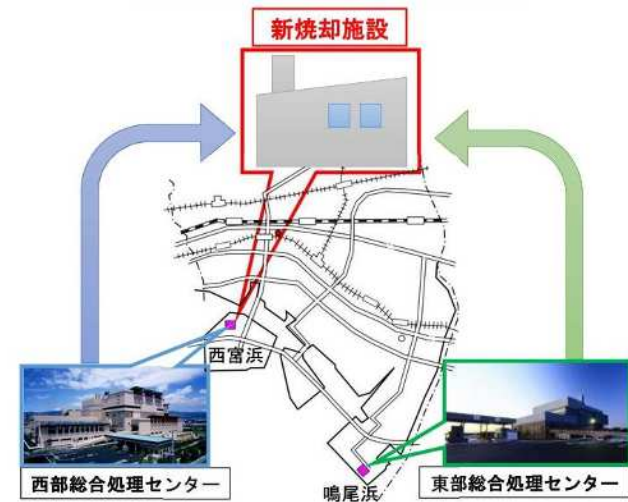 新焼却施設
西宮浜
西部総合処理センター
東部総合処理センター
鳴尾浜